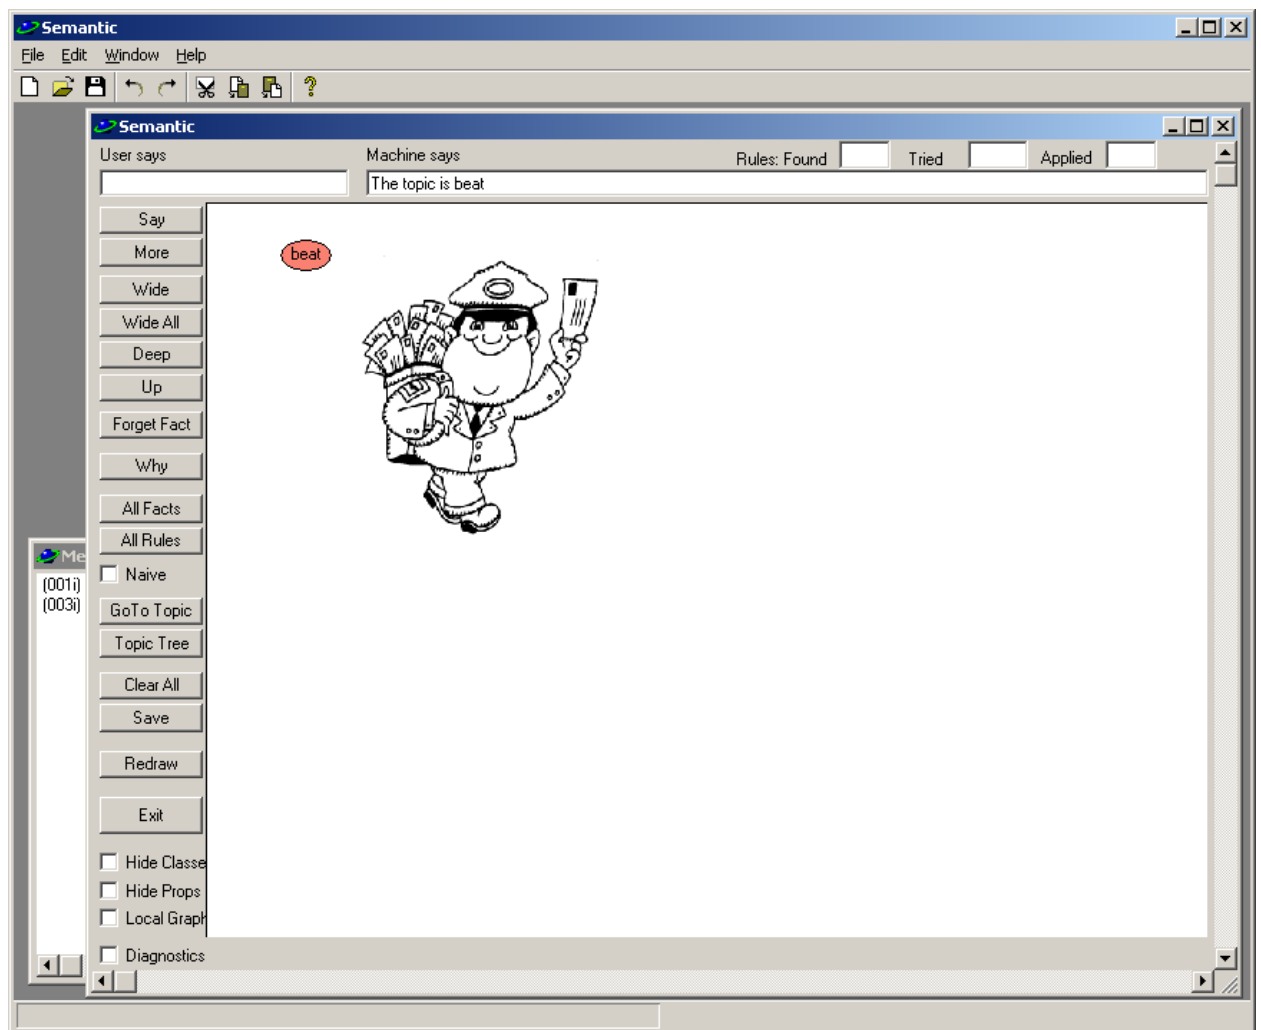 Semantic
File Edit Window Help
Semantic
User says
Machine says
Rules: Found
Tried
Applied
The topic is beat
Say
More
Wide
Wide All
Deep
Up
Forget Fact
Why
All Facts
All Rules
Naive
GoTo Topic
Topic Tree
Clear All
Save
Redraw
Exit
Hide Classe
Hide Props
Local Graph
Diagnostics
beat
Me
(001i)
(003i)